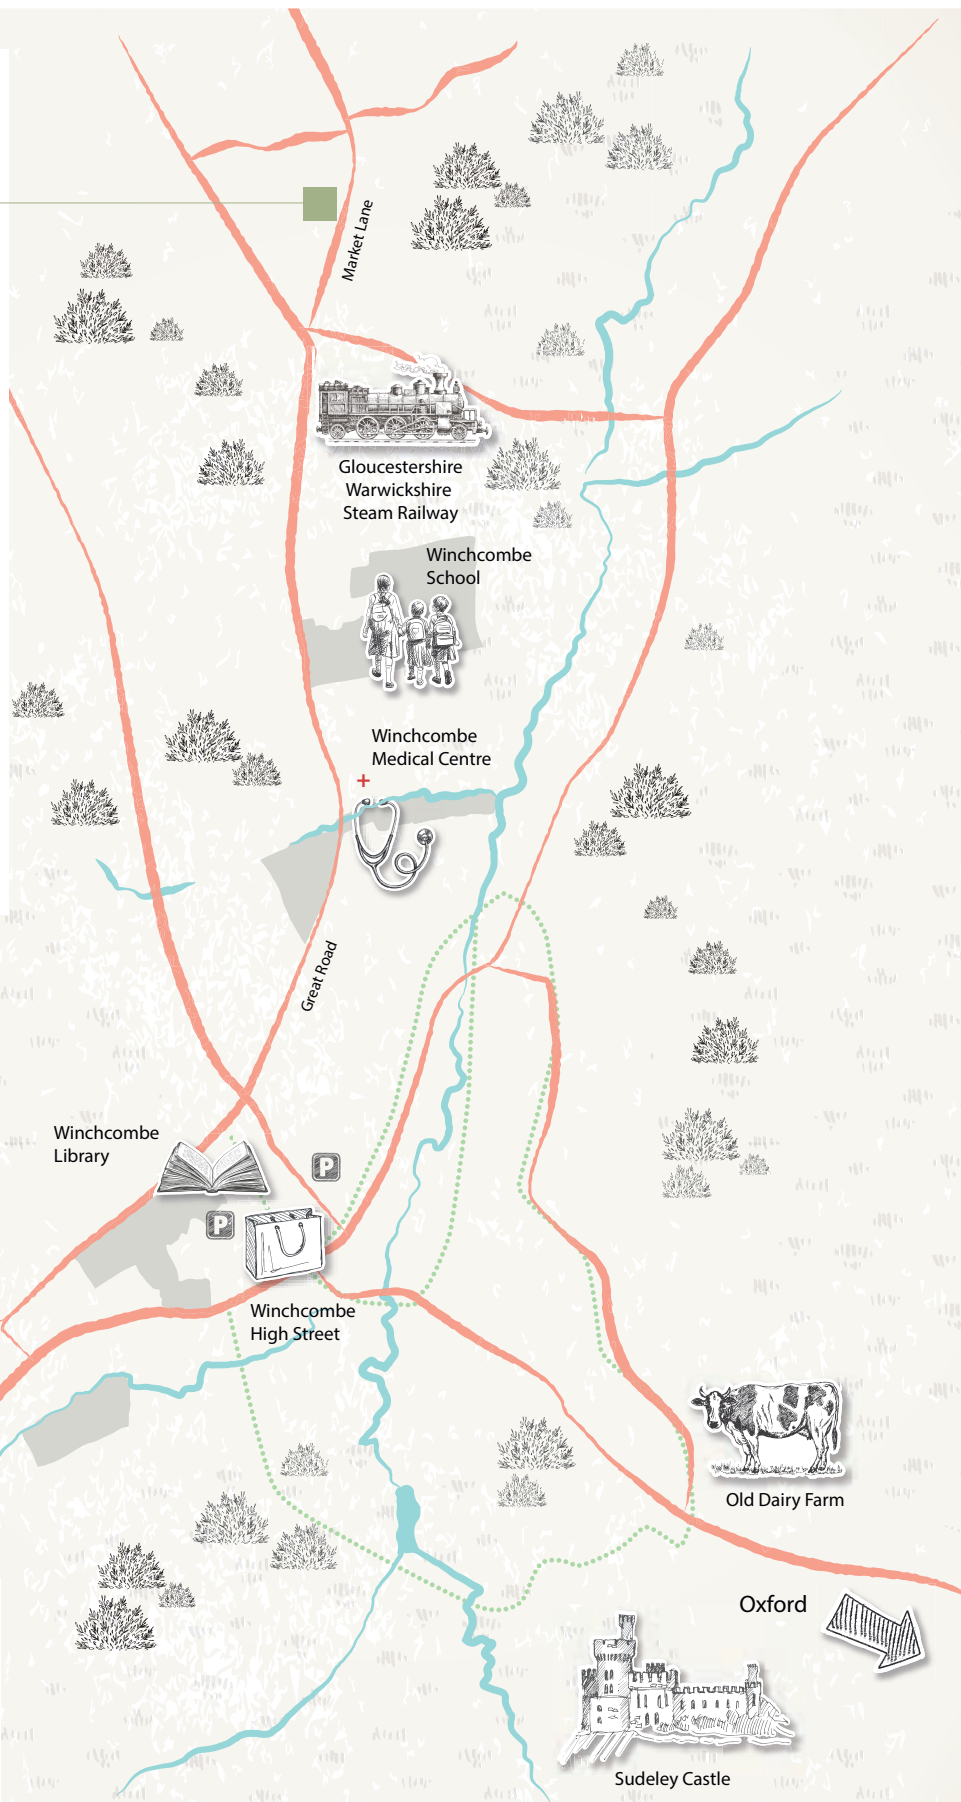 Market Lane
Gloucestershire
Warwickshire
Steam Railway
Winchcombe
School
Winchcombe
Medical Centre
Great Road
Winchcombe
Library
P
P
Winchcombe
High Street
Old Dairy Farm
Oxford
Sudeley Castle